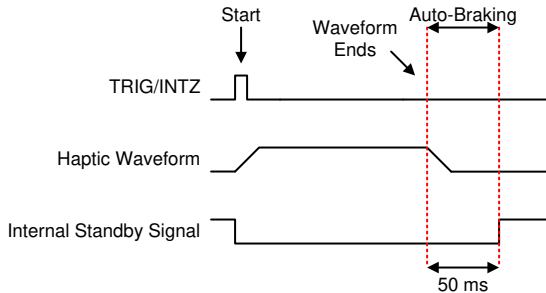 Start
Auto-Braking
Waveform
Ends
TRIG/INTZ
Haptic Waveform
Internal Standby Signal
50 ms